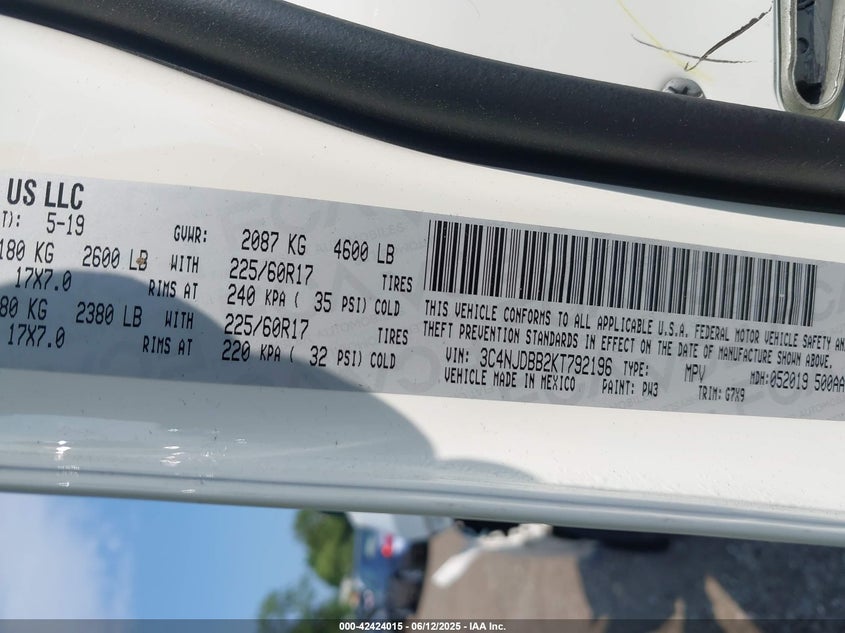 US LLC
T): 5-19
GVWR: 2087 KG 4600 LB
180 KG 2600 LB WITH 225/60R17 TIRES
17X7.0 RIMS AT 240 KPA ( 35 PSI) COLD
80 KG 2380 LB WITH 225/60R17 TIRES
17X7.0 RIMS AT 220 KPA ( 32 PSI) COLD
THIS VEHICLE CONFORMS TO ALL APPLICABLE U.S.A. FEDERAL MOTOR VEHICLE SAFETY AN
THEFT PREVENTION STANDARDS IN EFFECT ON THE DATE OF MANUFACTURE SHOWN ABOVE.
VIN: 3C4NJDBB2KT792196 TYPE: MPV MDH:052019 500AA
VEHICLE MADE IN MEXICO PAINT: PW3 TRIM: G7X9
000-42424015 - 06/12/2025 - IAA Inc.